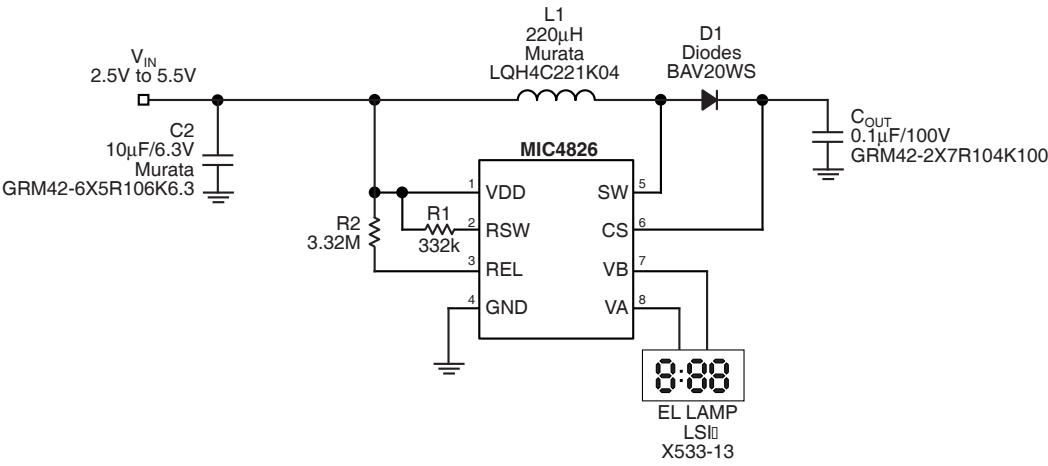 L1
220µH
Murata
LQH4C221K04
D1
Diodes
BAV20WS
VIN
2.5V to 5.5V
C2
10µF/6.3V
Murata
GRM42-6X5R106K6.3
COUT
0.1µF/100V
GRM42-2X7R104K100
MIC4826
1
VDD
SW
5
R2
3.32M
R1
332k
2
RSW
CS
6
3
REL
VB
7
4
GND
VA
8
8:88
EL LAMP
LSI▯
X533-13